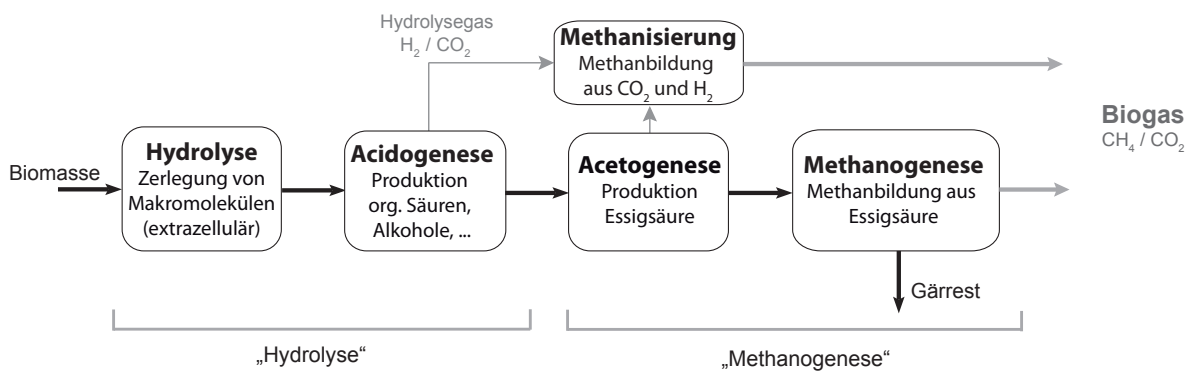 Hydrolysegas
H₂ / CO₂
Methanisierung
Methanbildung
aus CO₂ und H₂
Biogas
CH₄ / CO₂
Biomasse
Hydrolyse
Zerlegung von
Makromolekülen
(extrazellulär)
Acidogenese
Produktion
org. Säuren,
Alkohole, ...
Acetogenese
Produktion
Essigsäure
Methanogenese
Methanbildung aus
Essigsäure
Gärrest
„Hydrolyse“
„Methanogenese“